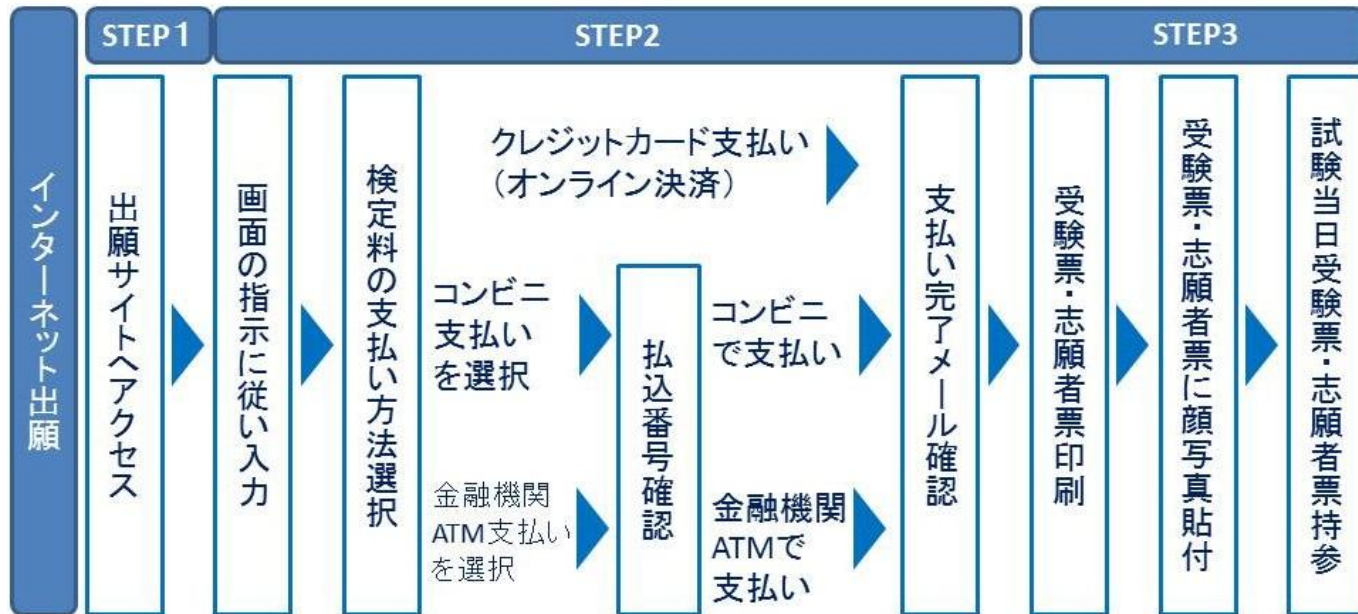 インターネット出願
STEP1
STEP2
STEP3
出願サイトへアクセス
画面の指示に従い入力
検定料の支払い方法選択
クレジットカード支払い
(オンライン決済)
コンビニ
支払い
を選択
金融機関
ATM支払い
を選択
払込番号確認
コンビニ
で支払い
金融機関
ATMで
支払い
支払い完了メール確認
受験票・志願者票印刷
受験票・志願者票に顔写真貼付
試験当日受験票・志願者票持参